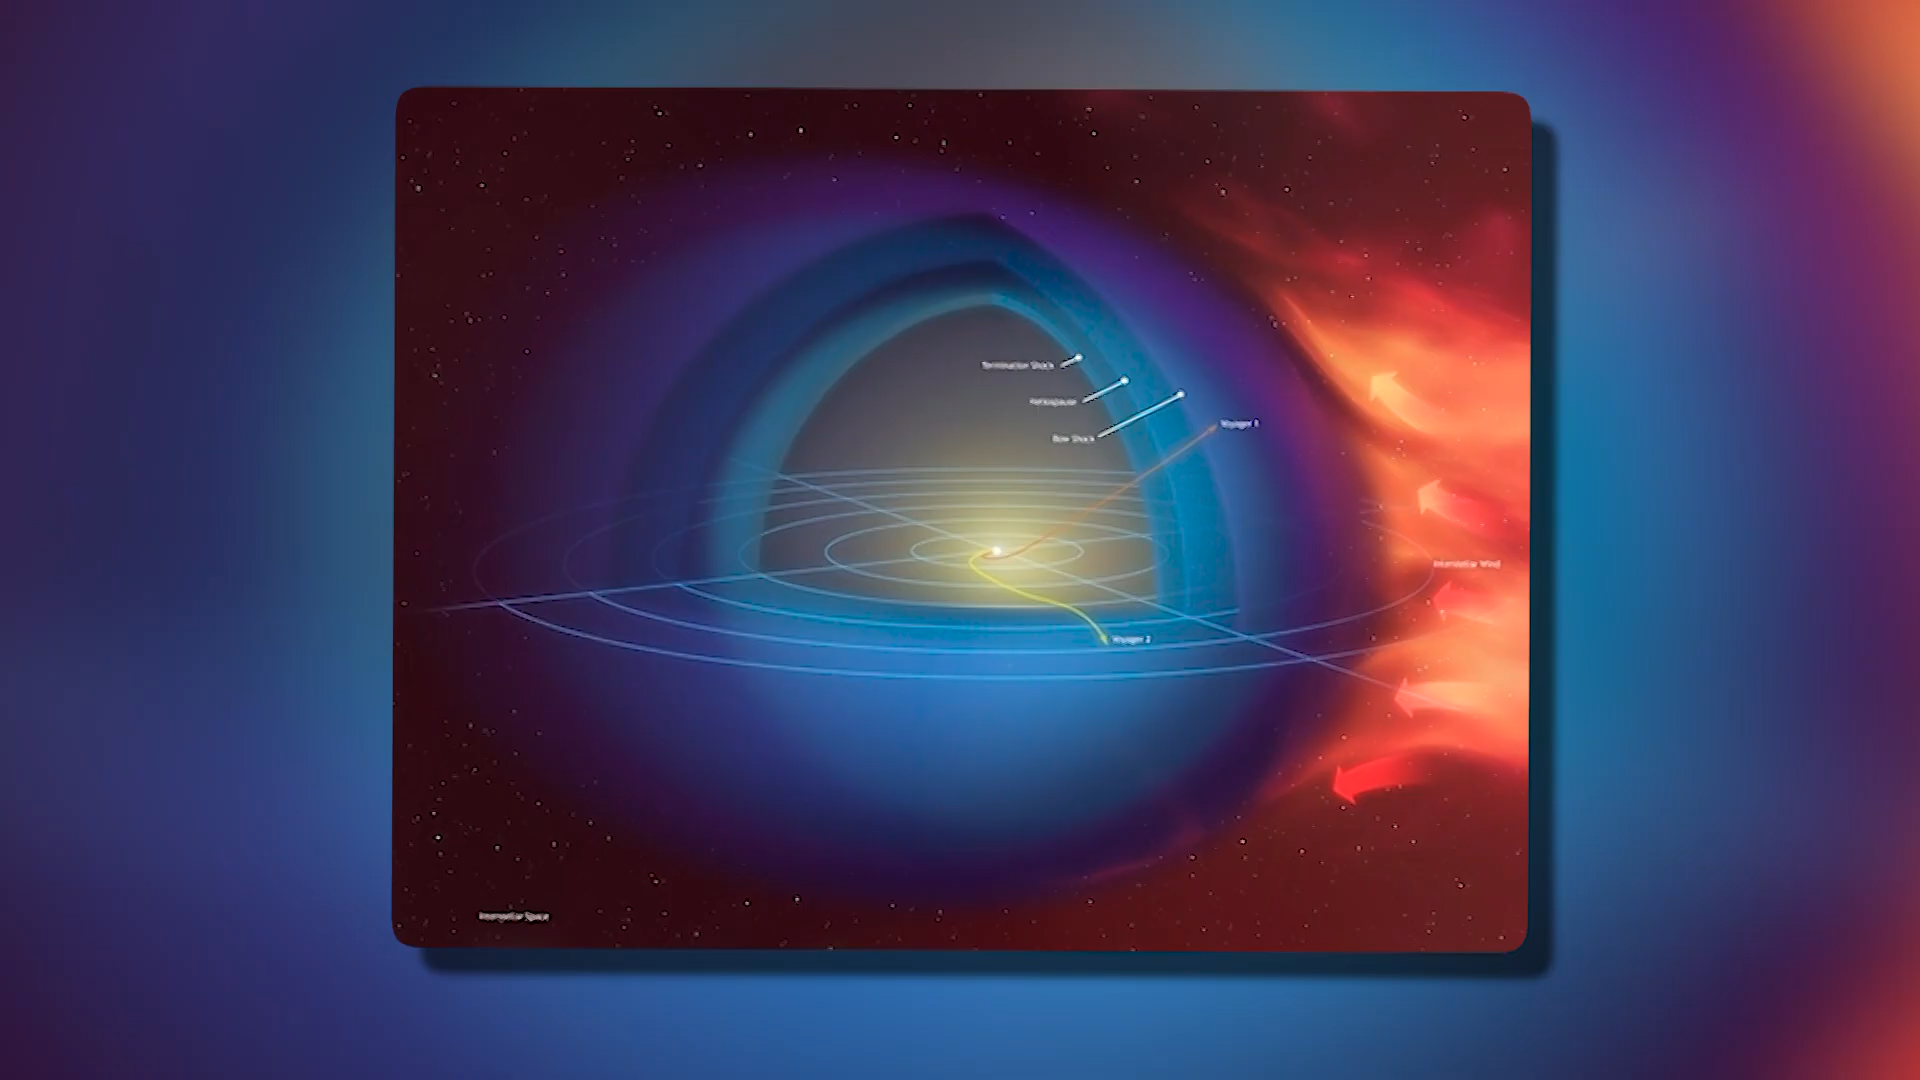 Termination Shock
Heliopause
Bow Shock
Voyager 1
Interstellar Wind
Voyager 2
Interstellar Space